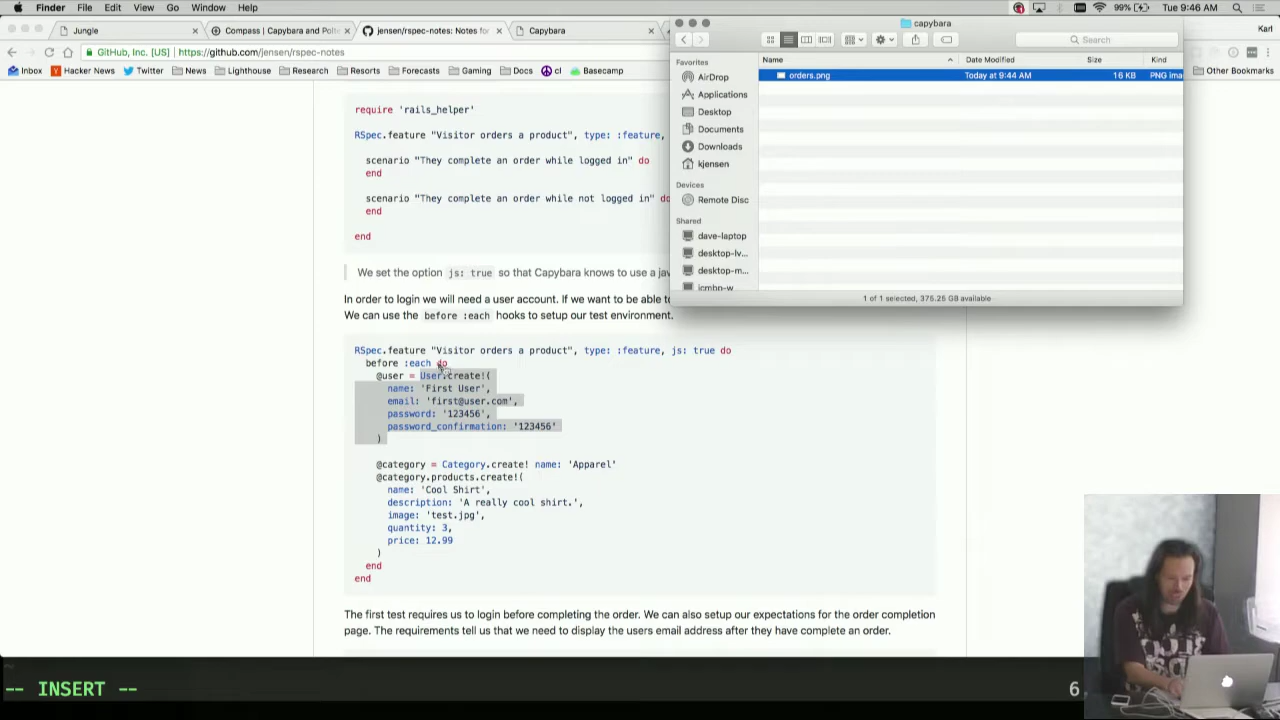 Finder File Edit View Go Window Help
99% Tue 9:46 AM
Jungle
Compass | Capybara and Polte
jensen/rspec-notes: Notes for
Capybara
Karl
GitHub, Inc. [US] https://github.com/jensen/rspec-notes
Inbox Hacker News Twitter News Lighthouse Research Resorts Forecasts Gaming Docs cl Basecamp
Other Bookmarks
capybara
Search
Favorites
AirDrop
Applications
Desktop
Documents
Downloads
kjensen
Devices
Remote Disc
Shared
dave-laptop
desktop-lv...
desktop-m...
Name Date Modified Size Kind
orders.png Today at 9:44 AM 16 KB PNG ima
1 of 1 selected, 375.25 GB available
require 'rails_helper'
RSpec.feature "Visitor orders a product", type: :feature,
scenario "They complete an order while logged in" do
end
scenario "They complete an order while not logged in" do
end
end
We set the option js: true so that Capybara knows to use a jav
In order to login we will need a user account. If we want to be able to
We can use the before :each hooks to setup our test environment.
RSpec.feature "Visitor orders a product", type: :feature, js: true do
before :each do
@user = User.create!(
name: 'First User',
email: 'first@user.com',
password: '123456',
password_confirmation: '123456'
)
@category = Category.create! name: 'Apparel'
@category.products.create!(
name: 'Cool Shirt',
description: 'A really cool shirt.',
image: 'test.jpg',
quantity: 3,
price: 12.99
)
end
end
The first test requires us to login before completing the order. We can also setup our expectations for the order completion
page. The requirements tell us that we need to display the users email address after they have complete an order.
-- INSERT --
6